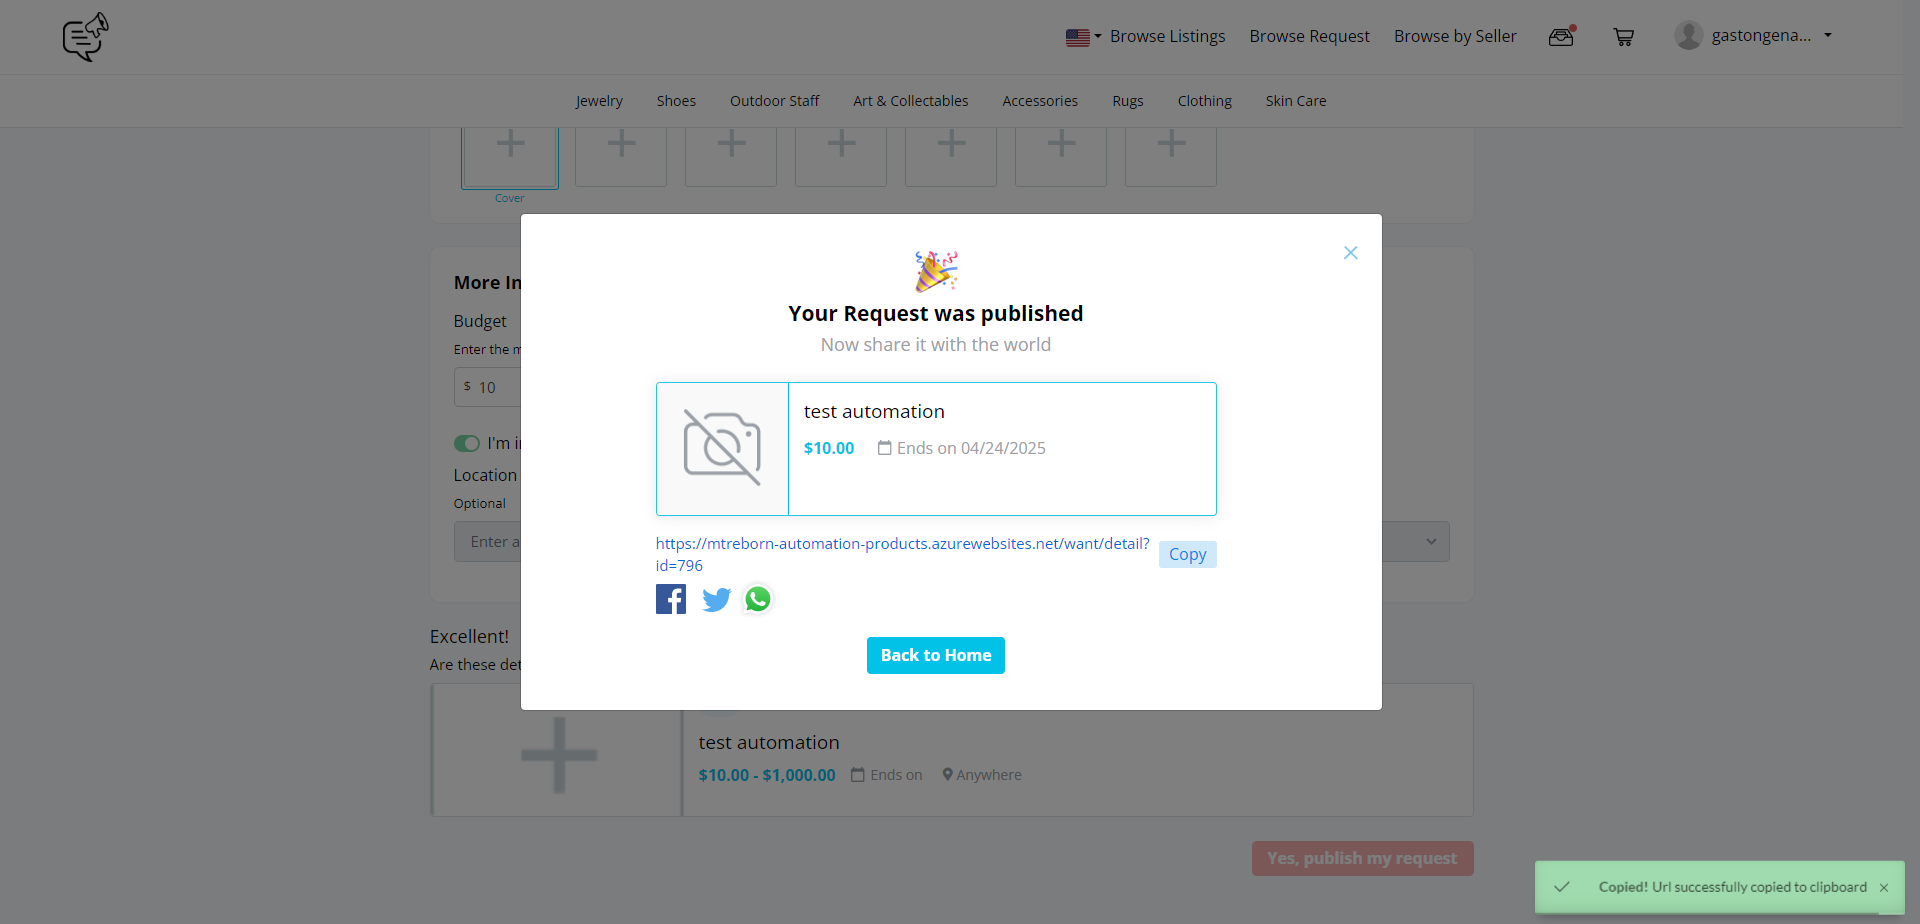 Browse Listings Browse Request Browse by Seller gastongena...
Jewelry Shoes Outdoor Staff Art & Collectables Accessories Rugs Clothing Skin Care
Cover
Your Request was published
Now share it with the world
test automation
$10.00 Ends on 04/24/2025
https://mtreborn-automation-products.azurewebsites.net/want/detail?
id=796
Copy
Back to Home
More In
Budget
Enter the m
$ 10
I'm i
Location
Optional
Enter a
Excellent!
Are these det
test automation
$10.00 - $1,000.00 Ends on Anywhere
Yes, publish my request
Copied! Url successfully copied to clipboard